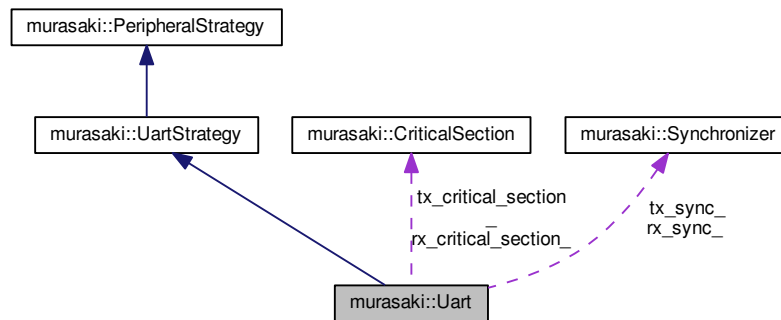 murasaki::PeripheralStrategy
murasaki::UartStrategy
murasaki::CriticalSection
murasaki::Synchronizer
tx_critical_section
_
rx_critical_section_
tx_sync_
rx_sync_
murasaki::Uart